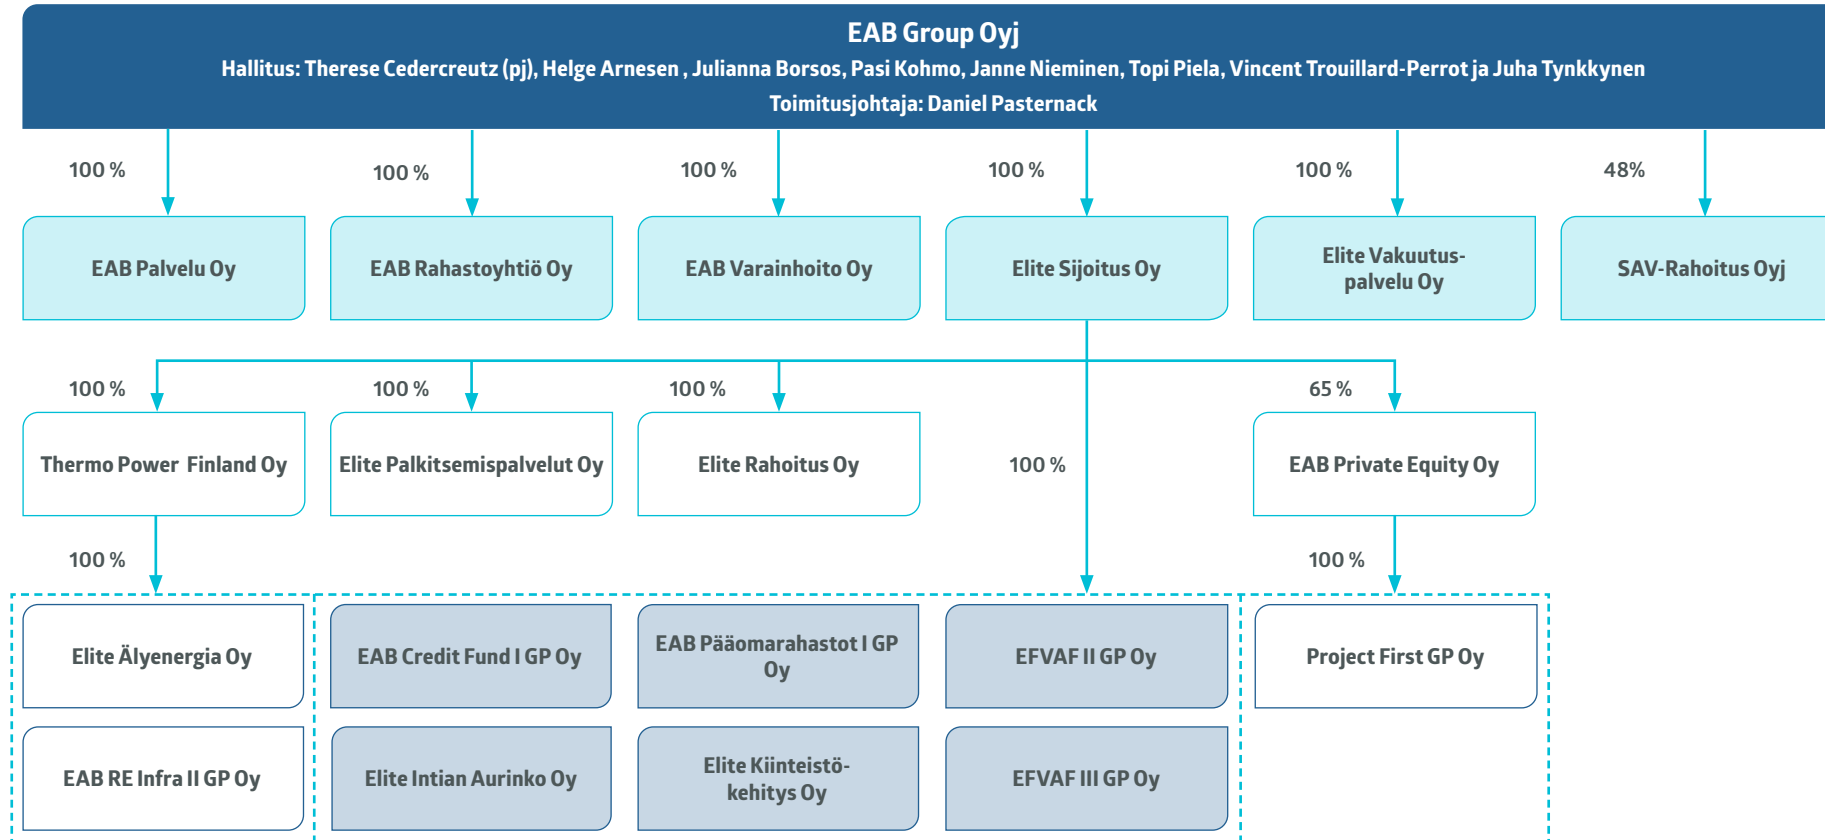 EAB Group Oyj
Hallitus: Therese Cedercreutz (pj), Helge Arnesen , Julianna Borsos, Pasi Kohmo, Janne Nieminen, Topi Piela, Vincent Trouillard-Perrot ja Juha Tynkkynen
Toimitusjohtaja: Daniel Pasternack
100 %
100 %
100 %
100 %
100 %
48%
EAB Palvelu Oy
EAB Rahastoyhtiö Oy
EAB Varainhoito Oy
Elite Sijoitus Oy
Elite Vakuutus-
palvelu Oy
SAV-Rahoitus Oyj
100 %
100 %
100 %
65 %
Thermo Power Finland Oy
Elite Palkitsemispalvelut Oy
Elite Rahoitus Oy
100 %
EAB Private Equity Oy
100 %
100 %
Elite Älyenergia Oy
EAB Credit Fund I GP Oy
EAB Pääomarahastot I GP
Oy
EFVAF II GP Oy
Project First GP Oy
EAB RE Infra II GP Oy
Elite Intian Aurinko Oy
Elite Kiinteistö-
kehitys Oy
EFVAF III GP Oy